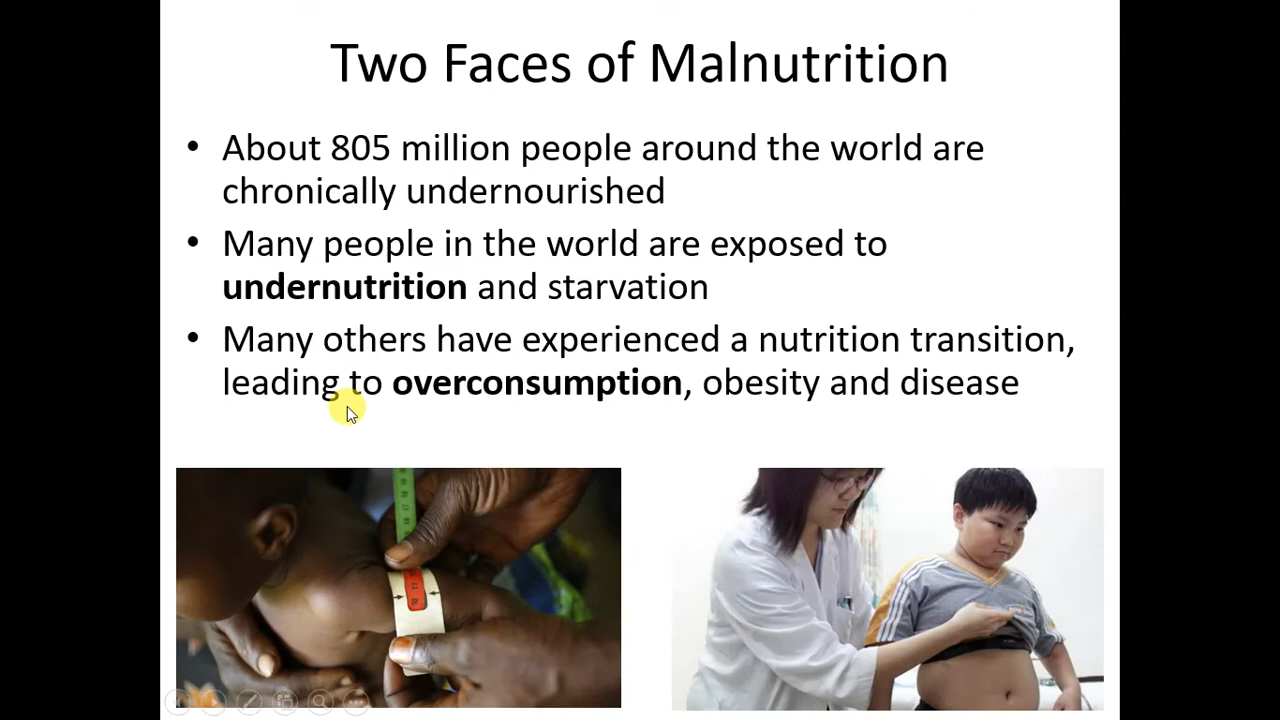 Two Faces of Malnutrition
• About 805 million people around the world are
chronically undernourished
• Many people in the world are exposed to
undernutrition and starvation
• Many others have experienced a nutrition transition,
leading to overconsumption, obesity and disease